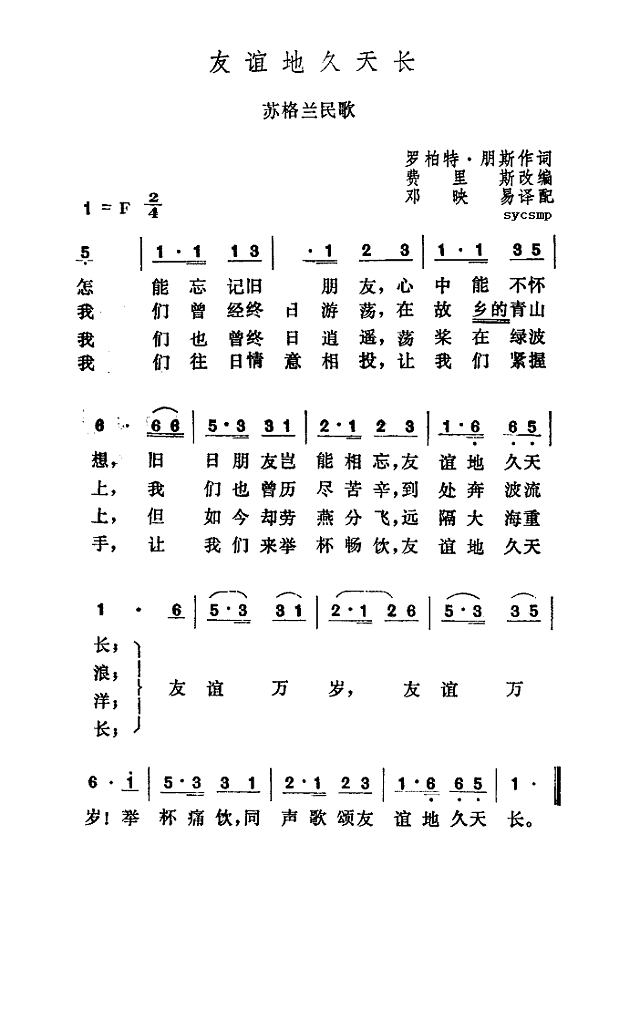 友谊地久天长
苏格兰民歌
罗柏特·朋斯作词
费里斯改编
邓映易译配
sycsmp
1 = F 2/4
5 | 1·1 1 3 | ·1 2 3 | 1·1 3 5 |
怎能忘记旧朋友,心中能不怀
我们曾经终日游荡,在故乡的青山
我们也曾终日逍遥,荡桨在绿波
我们往日情意相投,让我们紧握
6· 6 6 | 5·3 3 1 | 2·1 2 3 | 1·6 6 5 |
想,旧日朋友岂能相忘,友谊地久天
上,我们也曾历尽苦辛,到处奔波流
上,但如今却劳燕分飞,远隔大海重
手,让我们来举杯畅饮,友谊地久天
1 · 6 | 5·3 3 1 | 2·1 2 6 | 5·3 3 5 |
长;
浪;
友谊万岁,友谊万
洋;
长;
6·1 | 5·3 3 1 | 2·1 2 3 | 1·6 6 5 | 1· ‖
岁!举杯痛饮,同声歌颂友谊地久天长。